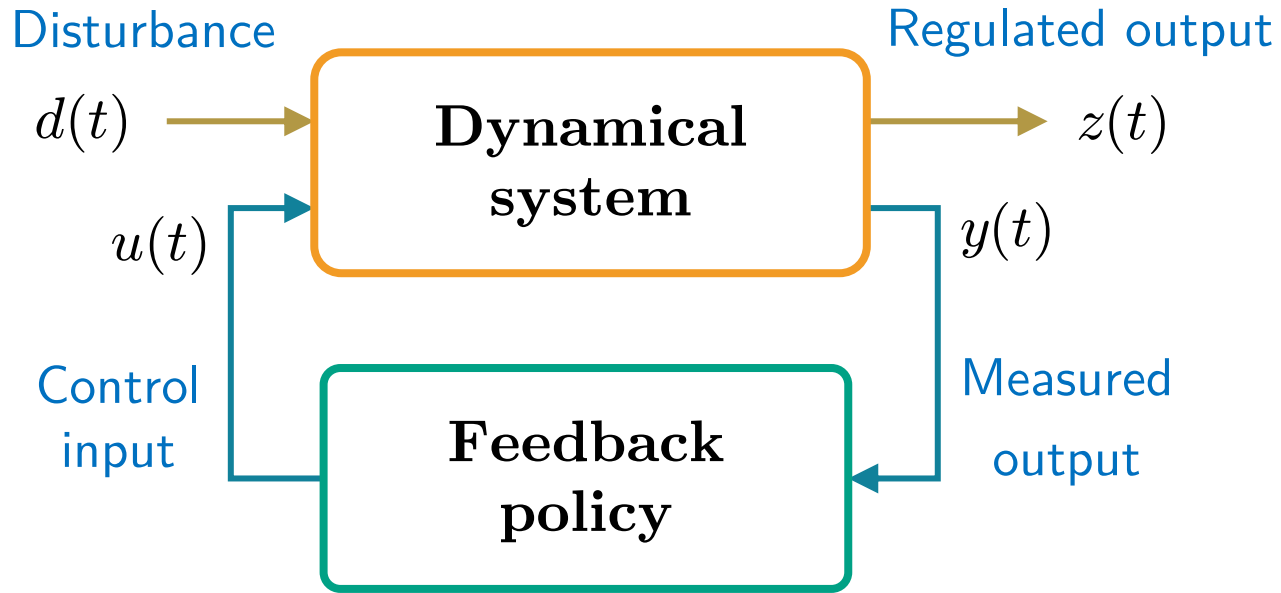 Disturbance
Regulated output
d(t)
Dynamical
system
z(t)
u(t)
y(t)
Control
input
Feedback
policy
Measured
output